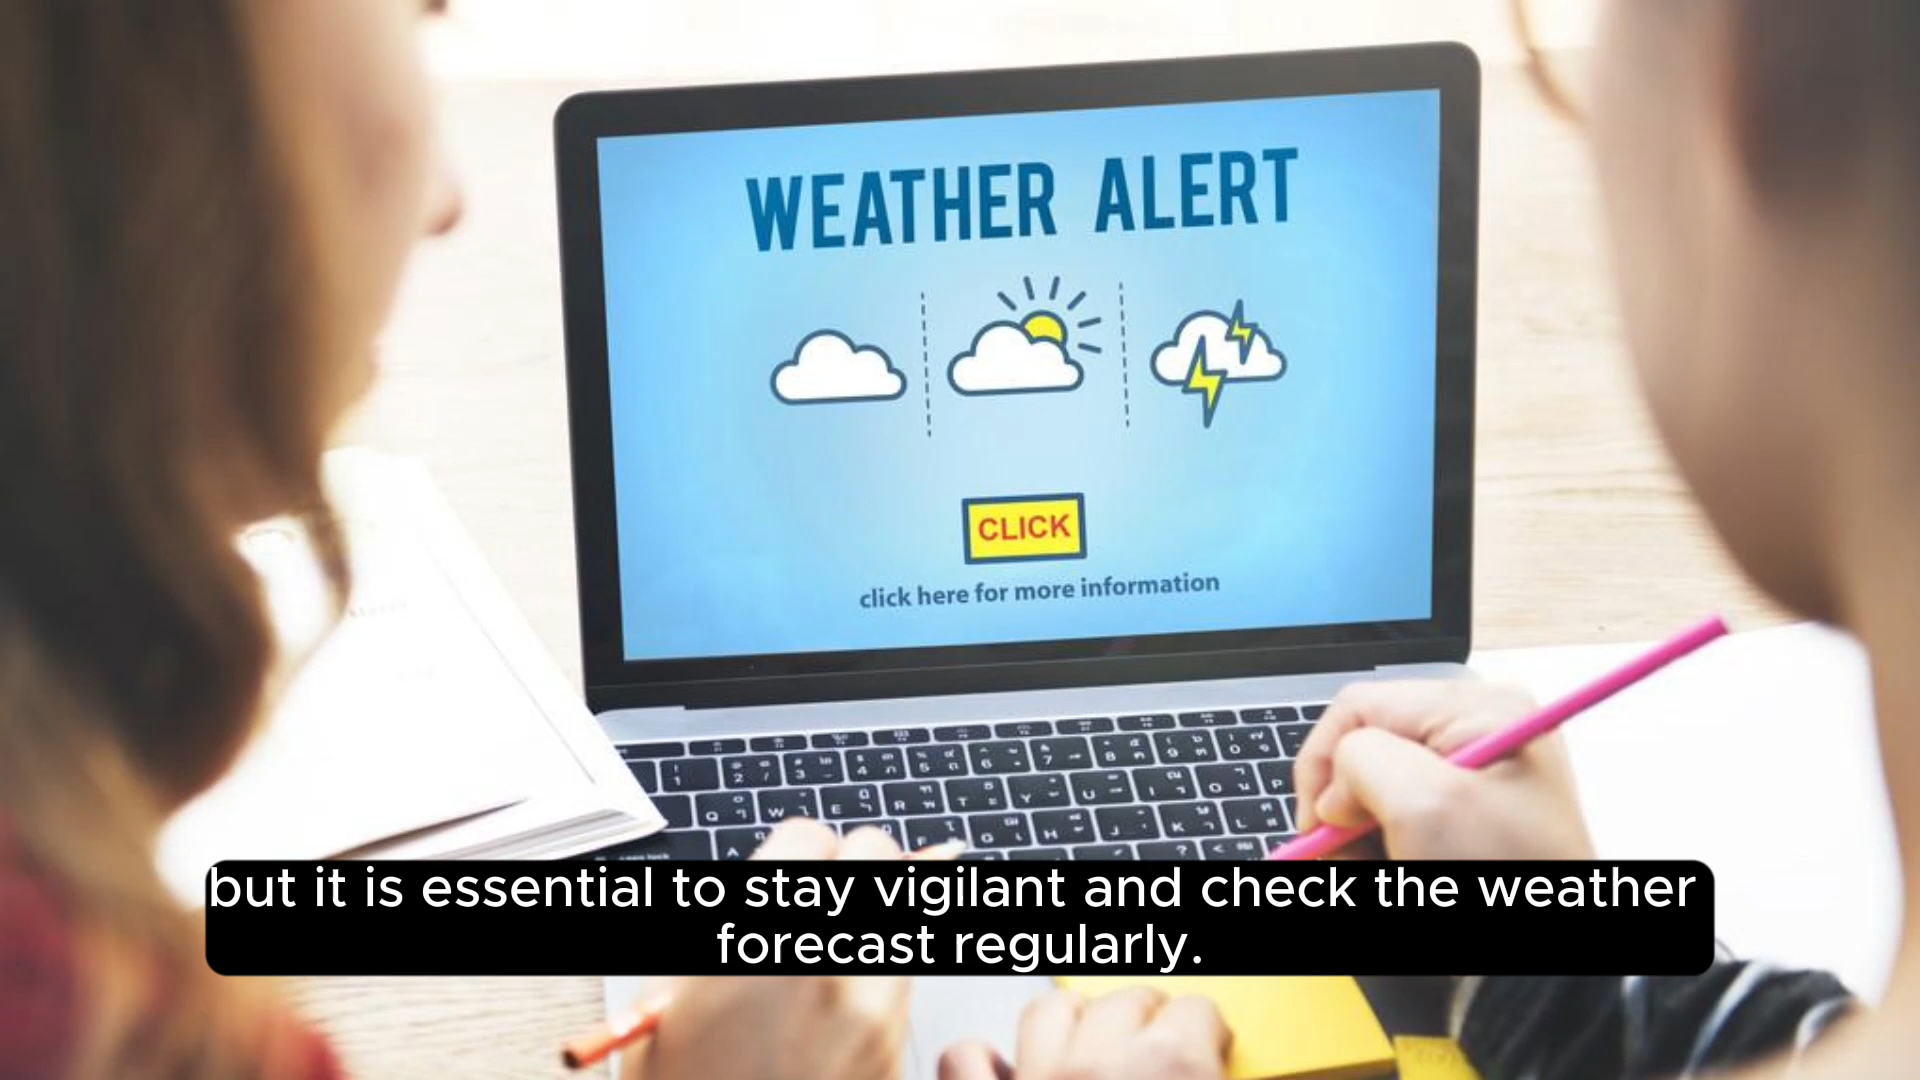 WEATHER ALERT
CLICK
click here for more information
but it is essential to stay vigilant and check the weather
forecast regularly.